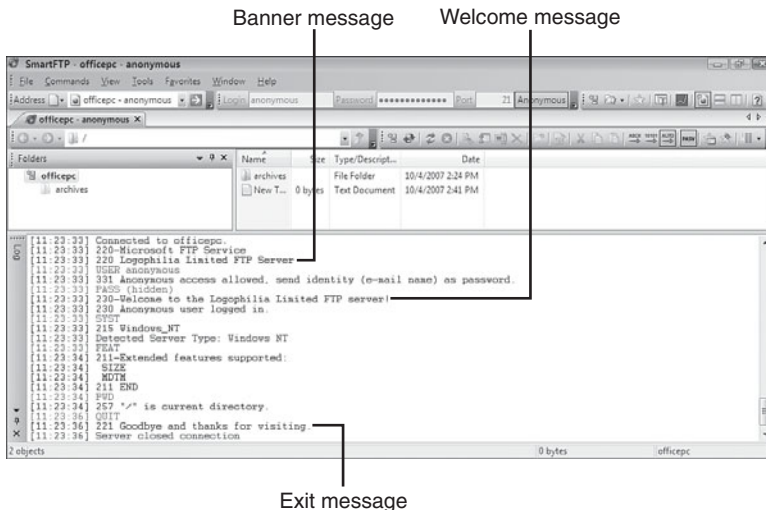 Banner message
Welcome message
SmartFTP - officepc - anonymous
File Commands View Tools Favorites Window Help
Address officepc - anonymous Login anonymous Password ●●●●●●●●●●●●●● Port 21 Anonymous
officepc - anonymous X
/
Folders
Name Size Type/Descript... Date
officepc
archives
archives File Folder 10/4/2007 2:24 PM
New T... 0 bytes Text Document 10/4/2007 2:41 PM
Log
[11:23:33] Connected to officepc.
[11:23:33] 220-Microsoft FTP Service
[11:23:33] 220 Logophilia Limited FTP Server
[11:23:33] USER anonymous
[11:23:33] 331 Anonymous access allowed, send identity (e-mail name) as password.
[11:23:33] PASS (hidden)
[11:23:33] 230-Welcome to the Logophilia Limited FTP server!
[11:23:33] 230 Anonymous user logged in.
[11:23:33] SYST
[11:23:33] 215 Windows_NT
[11:23:33] Detected Server Type: Windows NT
[11:23:33] FEAT
[11:23:34] 211-Extended features supported:
[11:23:34] SIZE
[11:23:34] MDTM
[11:23:34] 211 END
[11:23:34] PWD
[11:23:34] 257 "/" is current directory.
[11:23:36] QUIT
[11:23:36] 221 Goodbye and thanks for visiting.
[11:23:36] Server closed connection
2 objects 0 bytes officepc
Exit message